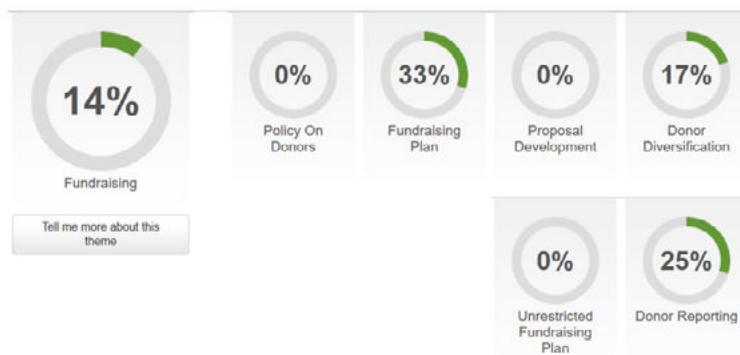 14%
Fundraising
Tell me more about this
theme
0%
Policy On
Donors
33%
Fundraising
Plan
0%
Proposal
Development
17%
Donor
Diversification
0%
Unrestricted
Fundraising
Plan
25%
Donor Reporting